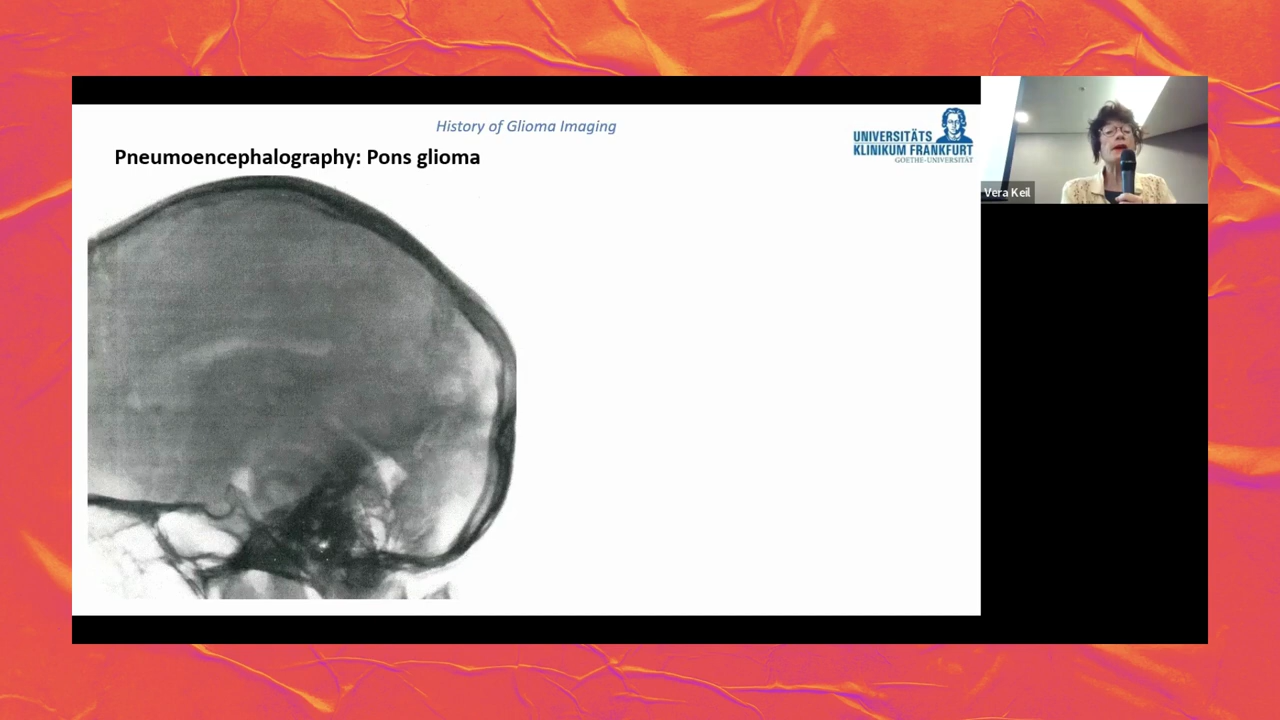 History of Glioma Imaging
UNIVERSITÄTS
KLINIKUM FRANKFURT
GOETHE-UNIVERSITÄT
Pneumoencephalography: Pons glioma
Vera Keil